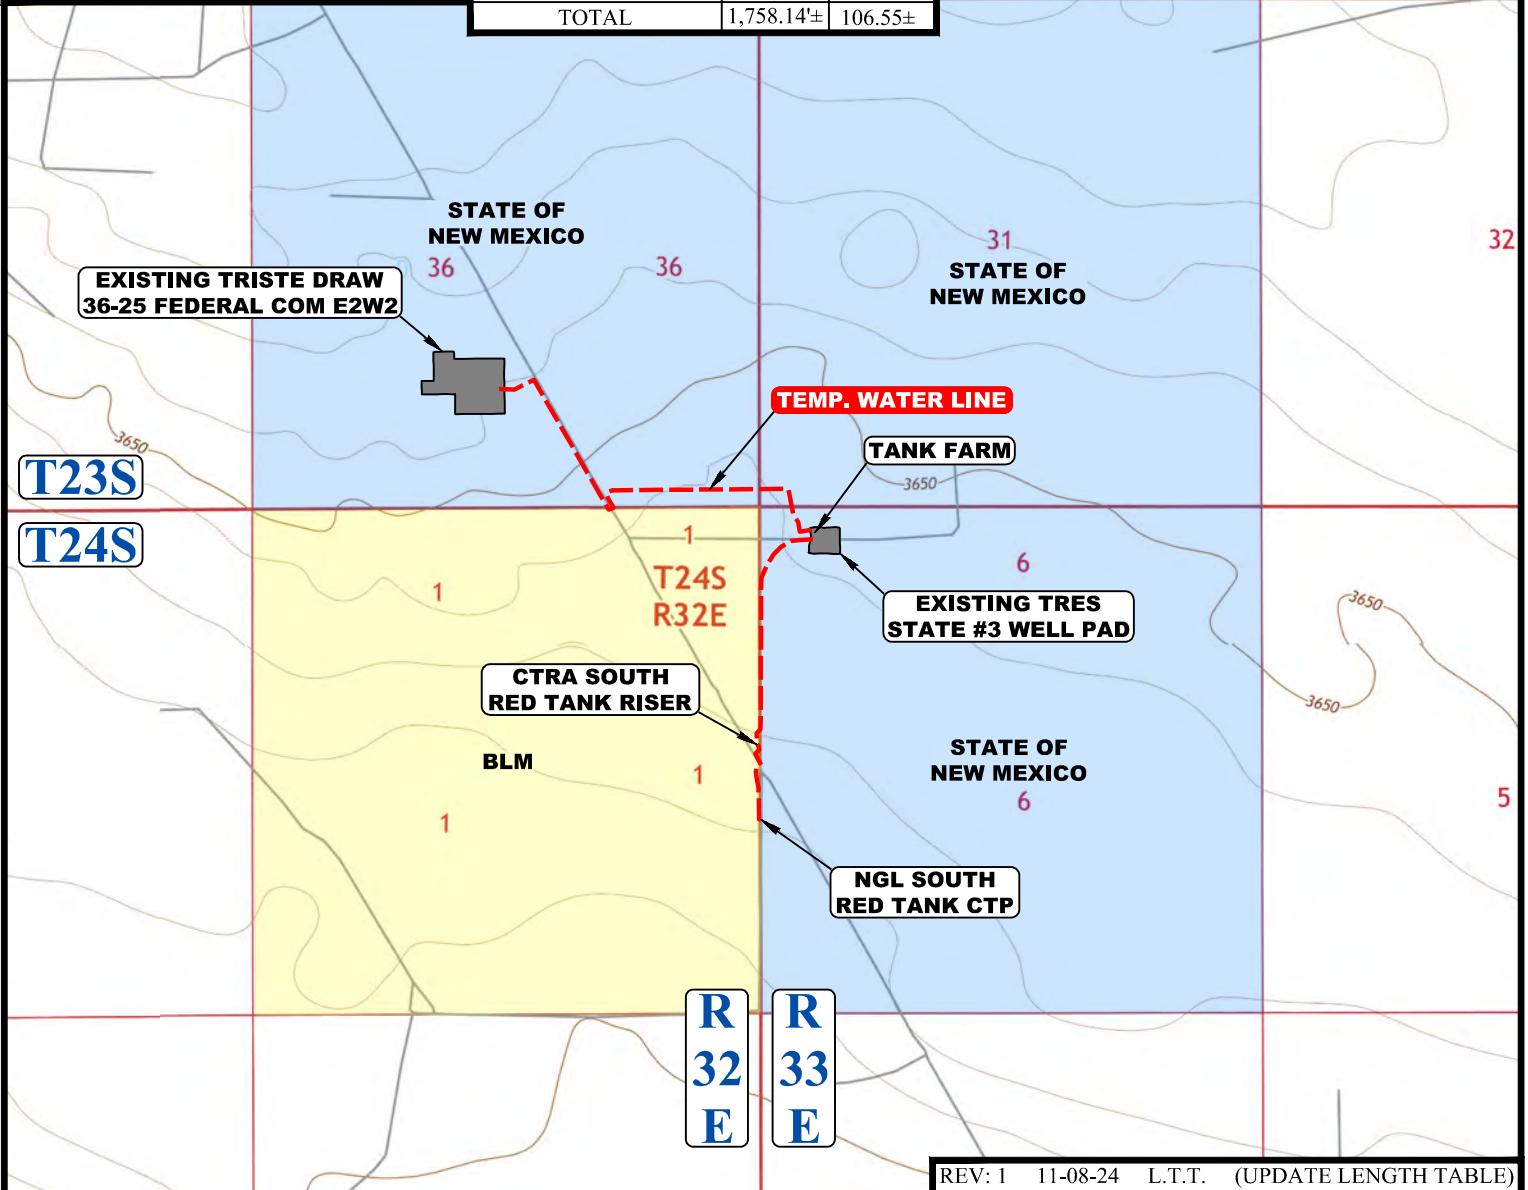 TOTAL 1,758.14'± 106.55±
STATE OF
NEW MEXICO
36
36
31
STATE OF
NEW MEXICO
32
EXISTING TRISTE DRAW
36-25 FEDERAL COM E2W2
TEMP. WATER LINE
TANK FARM
3650
3650
T23S
T24S
1
1
T24S
R32E
6
EXISTING TRES
STATE #3 WELL PAD
3650
3650
CTRA SOUTH
RED TANK RISER
BLM
1
1
STATE OF
NEW MEXICO
6
5
NGL SOUTH
RED TANK CTP
R
32
E
R
33
E
REV: 1 11-08-24 L.T.T. (UPDATE LENGTH TABLE)